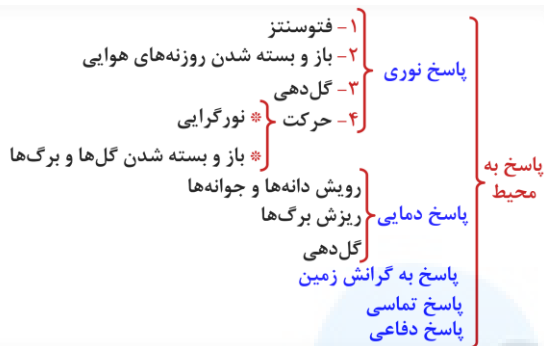 پاسخ به محیط
پاسخ نوری
۱- فتوسنتز
۲- باز و بسته شدن روزنه‌های هوایی
۳- گل‌دهی
۴- حرکت
* نورگرایی
* باز و بسته شدن گل‌ها و برگ‌ها
پاسخ دمایی
رویش دانه‌ها و جوانه‌ها
ریزش برگ‌ها
گل‌دهی
پاسخ به گرانش زمین
پاسخ تماسی
پاسخ دفاعی